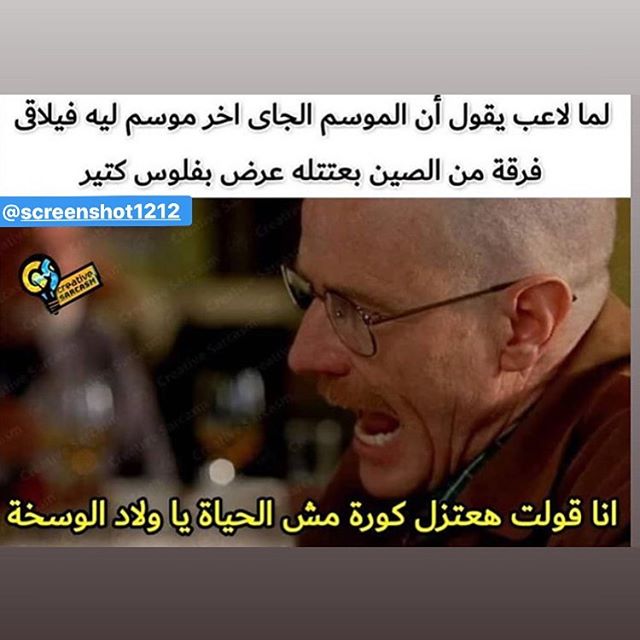 لما لاعب يقول أن الموسم الجاى اخر موسم ليه فيلاقى
فرقة من الصين بعتتله عرض بفلوس كتير
@screenshot1212
creative
SARCASM
انا قولت هعتزل كورة مش الحياة يا ولاد الوسخة